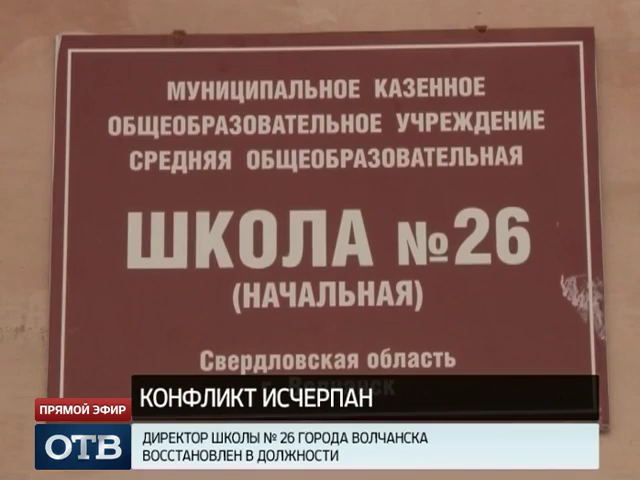 МУНИЦИПАЛЬНОЕ КАЗЕННОЕ
ОБЩЕОБРАЗОВАТЕЛЬНОЕ УЧРЕЖДЕНИЕ
СРЕДНЯЯ ОБЩЕОБРАЗОВАТЕЛЬНАЯ
ШКОЛА №26
(НАЧАЛЬНАЯ)
Свердловская область
г. Волчанск
КОНФЛИКТ ИСЧЕРПАН
ПРЯМОЙ ЭФИР
ОТВ
ДИРЕКТОР ШКОЛЫ № 26 ГОРОДА ВОЛЧАНСКА
ВОССТАНОВЛЕН В ДОЛЖНОСТИ